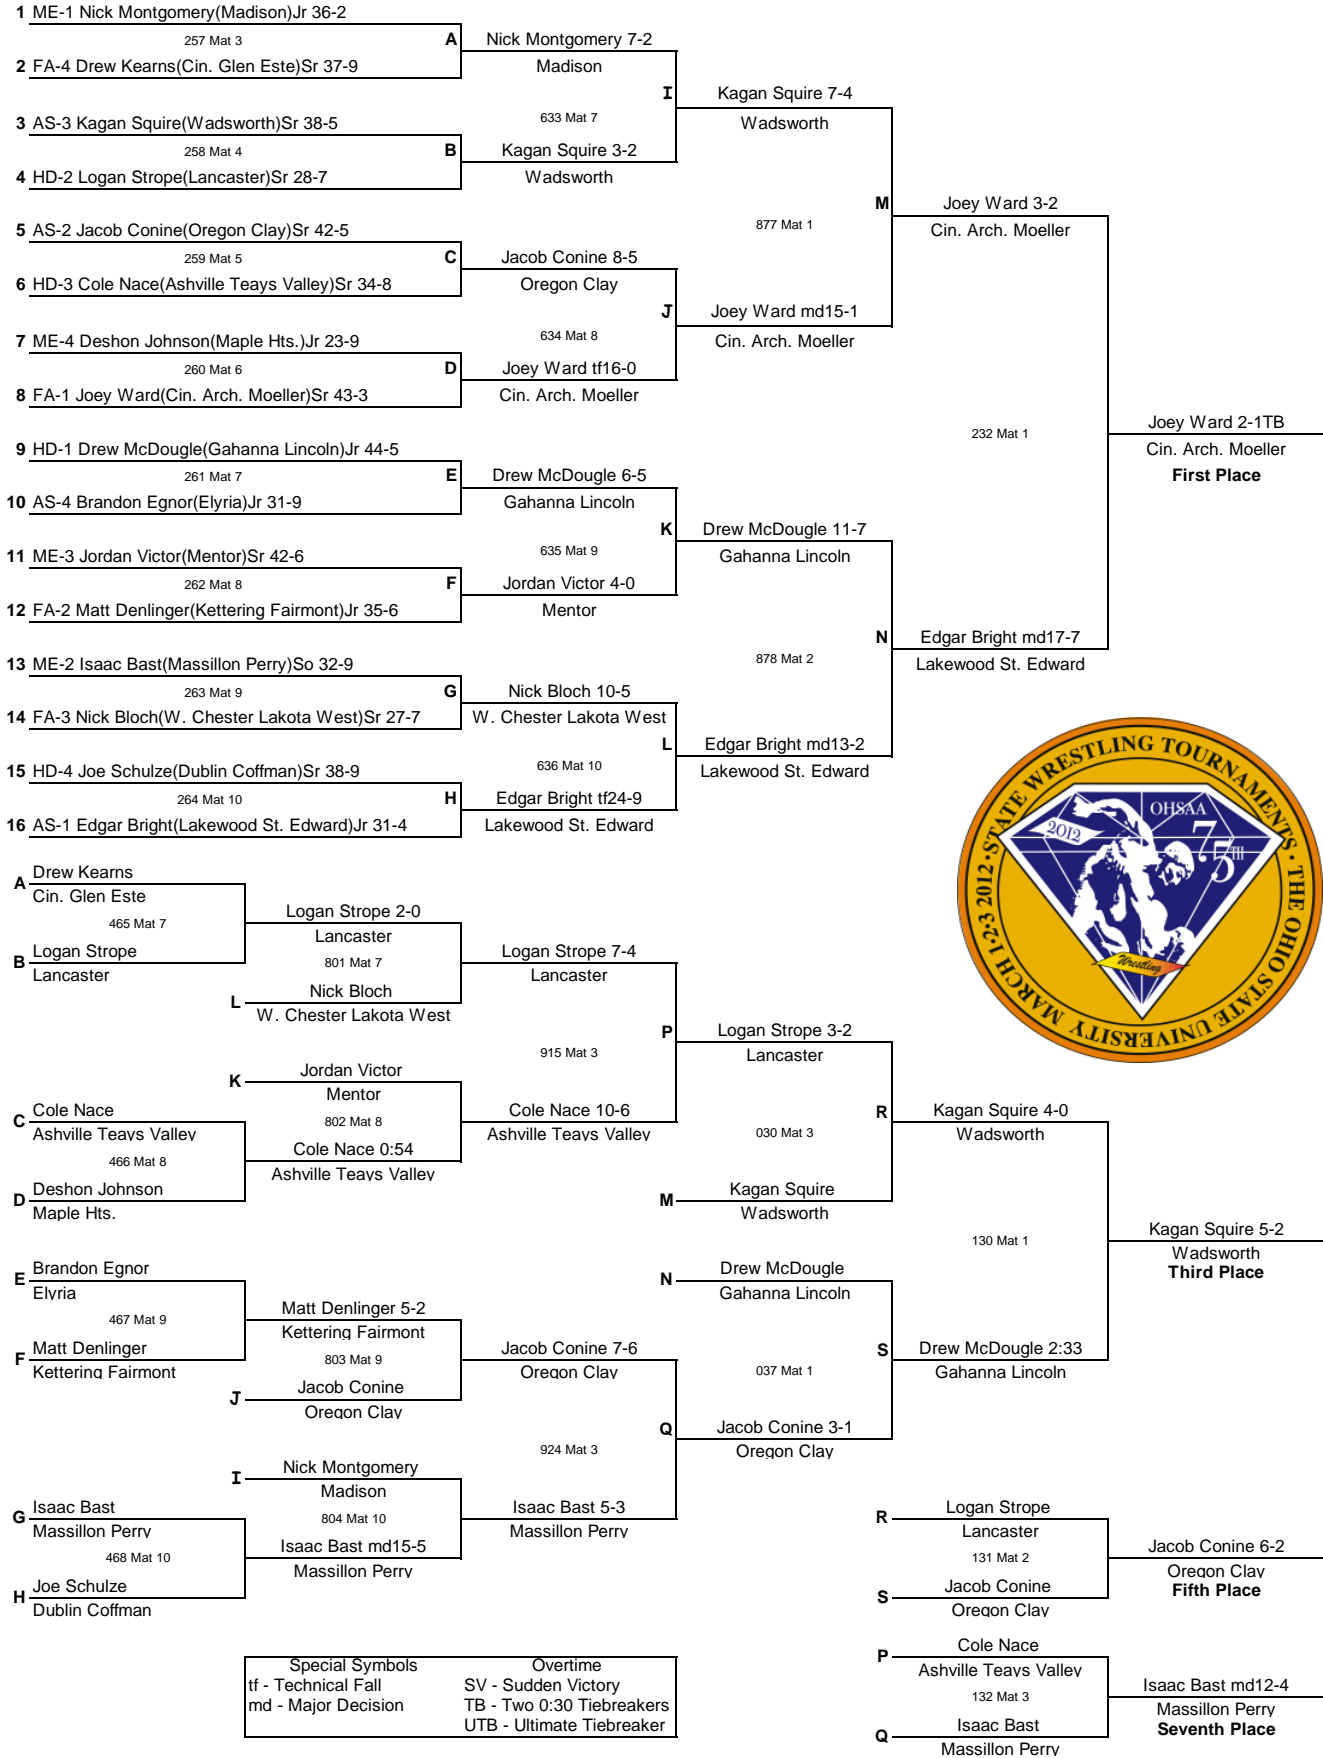 1 ME-1 Nick Montgomery(Madison)Jr 36-2
257 Mat 3
A
2 FA-4 Drew Kearns(Cin. Glen Este)Sr 37-9
Nick Montgomery 7-2
Madison
I
633 Mat 7
3 AS-3 Kagan Squire(Wadsworth)Sr 38-5
258 Mat 4
B
4 HD-2 Logan Strope(Lancaster)Sr 28-7
Kagan Squire 3-2
Wadsworth
Kagan Squire 7-4
Wadsworth
M
877 Mat 1
5 AS-2 Jacob Conine(Oregon Clay)Sr 42-5
259 Mat 5
C
6 HD-3 Cole Nace(Ashville Teays Valley)Sr 34-8
Jacob Conine 8-5
Oregon Clay
J
634 Mat 8
7 ME-4 Deshon Johnson(Maple Hts.)Jr 23-9
260 Mat 6
D
8 FA-1 Joey Ward(Cin. Arch. Moeller)Sr 43-3
Joey Ward tf16-0
Cin. Arch. Moeller
Joey Ward md15-1
Cin. Arch. Moeller
Joey Ward 3-2
Cin. Arch. Moeller
232 Mat 1
Joey Ward 2-1TB
Cin. Arch. Moeller
First Place
9 HD-1 Drew McDougle(Gahanna Lincoln)Jr 44-5
261 Mat 7
E
10 AS-4 Brandon Egnor(Elyria)Jr 31-9
Drew McDougle 6-5
Gahanna Lincoln
K
635 Mat 9
11 ME-3 Jordan Victor(Mentor)Sr 42-6
262 Mat 8
F
12 FA-2 Matt Denlinger(Kettering Fairmont)Jr 35-6
Jordan Victor 4-0
Mentor
Drew McDougle 11-7
Gahanna Lincoln
N
878 Mat 2
13 ME-2 Isaac Bast(Massillon Perry)So 32-9
263 Mat 9
G
14 FA-3 Nick Bloch(W. Chester Lakota West)Sr 27-7
Nick Bloch 10-5
W. Chester Lakota West
L
636 Mat 10
15 HD-4 Joe Schulze(Dublin Coffman)Sr 38-9
264 Mat 10
H
16 AS-1 Edgar Bright(Lakewood St. Edward)Jr 31-4
Edgar Bright tf24-9
Lakewood St. Edward
Edgar Bright md13-2
Lakewood St. Edward
Edgar Bright md17-7
Lakewood St. Edward
STATE WRESTLING TOURNAMENTS · THE OHIO STATE UNIVERSITY MARCH 1-2-3 2012 ·
OHSAA
2012
75TH
Wrestling
A Drew Kearns
Cin. Glen Este
465 Mat 7
B Logan Strope
Lancaster
Logan Strope 2-0
Lancaster
801 Mat 7
L Nick Bloch
W. Chester Lakota West
Logan Strope 7-4
Lancaster
P
915 Mat 3
K Jordan Victor
Mentor
802 Mat 8
C Cole Nace
Ashville Teays Valley
466 Mat 8
D Deshon Johnson
Maple Hts.
Cole Nace 0:54
Ashville Teays Valley
Cole Nace 10-6
Ashville Teays Valley
Logan Strope 3-2
Lancaster
R
030 Mat 3
M Kagan Squire
Wadsworth
Kagan Squire 4-0
Wadsworth
130 Mat 1
Kagan Squire 5-2
Wadsworth
Third Place
E Brandon Egnor
Elyria
467 Mat 9
F Matt Denlinger
Kettering Fairmont
Matt Denlinger 5-2
Kettering Fairmont
803 Mat 9
J Jacob Conine
Oregon Clay
Jacob Conine 7-6
Oregon Clay
Q
924 Mat 3
N Drew McDougle
Gahanna Lincoln
S
037 Mat 1
Drew McDougle 2:33
Gahanna Lincoln
Jacob Conine 3-1
Oregon Clay
I Nick Montgomery
Madison
804 Mat 10
G Isaac Bast
Massillon Perry
468 Mat 10
H Joe Schulze
Dublin Coffman
Isaac Bast md15-5
Massillon Perry
Isaac Bast 5-3
Massillon Perry
R Logan Strope
Lancaster
131 Mat 2
S Jacob Conine
Oregon Clay
Jacob Conine 6-2
Oregon Clay
Fifth Place
P Cole Nace
Ashville Teays Valley
132 Mat 3
Q Isaac Bast
Massillon Perry
Isaac Bast md12-4
Massillon Perry
Seventh Place
Special Symbols Overtime
tf - Technical Fall SV - Sudden Victory
md - Major Decision TB - Two 0:30 Tiebreakers
UTB - Ultimate Tiebreaker